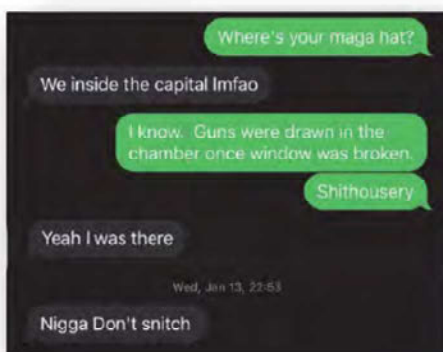 Where's your maga hat?
We inside the capital lmfao
I know. Guns were drawn in the
chamber once window was broken.
Shithousery
Yeah I was there
Wed, Jan 13, 22:53
Nigga Don't snitch